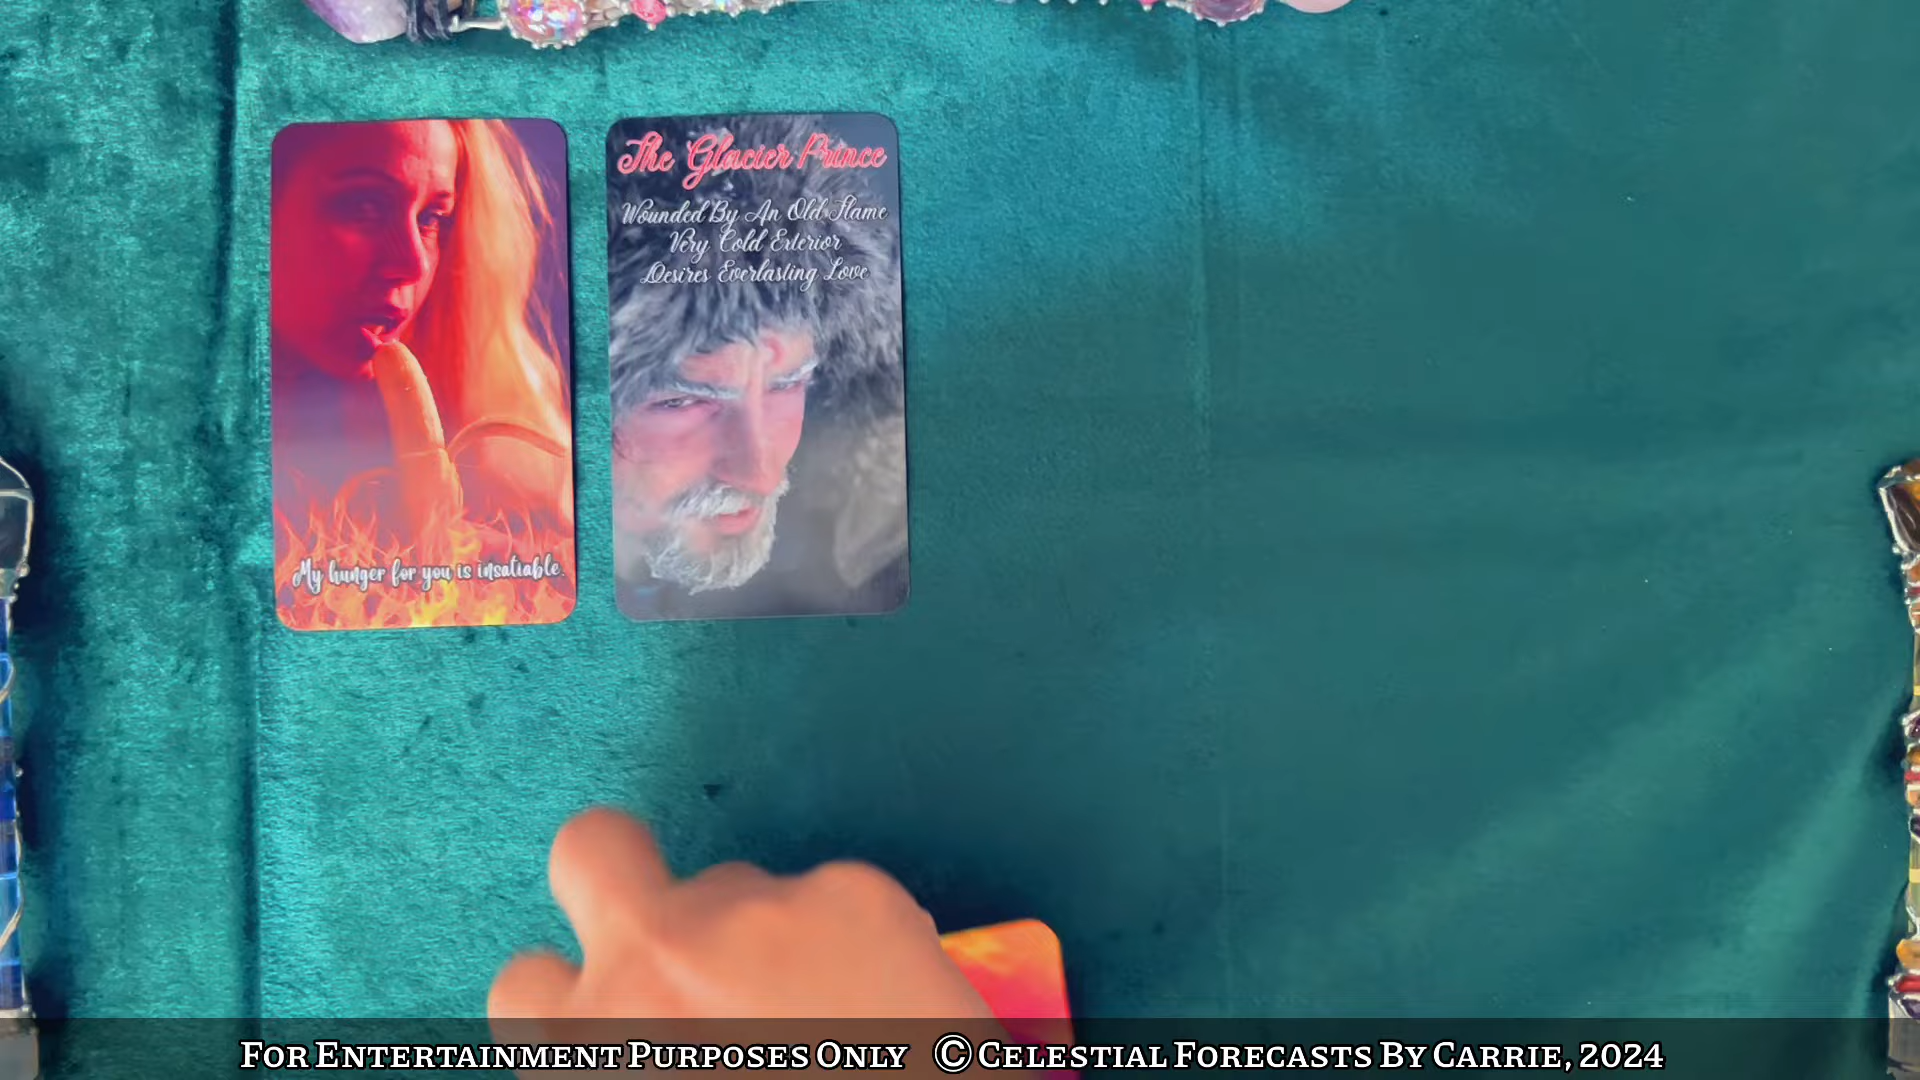 The Glacier Prince
Wounded By An Old Flame
Very Cold Exterior
Desires Everlasting Love
My hunger for you is insatiable.
For Entertainment Purposes Only © Celestial Forecasts By Carrie, 2024